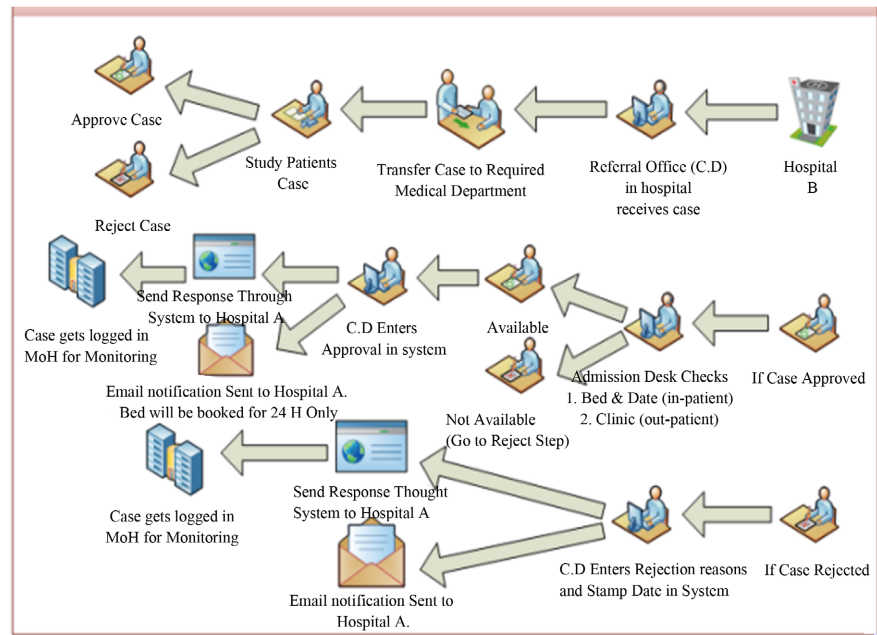 Approve Case
Study Patients
Case
Transfer Case to Required
Medical Department
Referral Office (C.D)
in hospital
receives case
Hospital
B
Reject Case
Send Response Through
System to Hospital A
Case gets logged in
MoH for Monitoring
C.D Enters
Approval in system
Available
Admission Desk Checks
1. Bed & Date (in-patient)
2. Clinic (out-patient)
If Case Approved
Email notification Sent to Hospital A.
Bed will be booked for 24 H Only
Not Available
(Go to Reject Step)
Send Response Thought
System to Hospital A
Case gets logged in
MoH for Monitoring
Email notification Sent to
Hospital A.
C.D Enters Rejection reasons
and Stamp Date in System
If Case Rejected